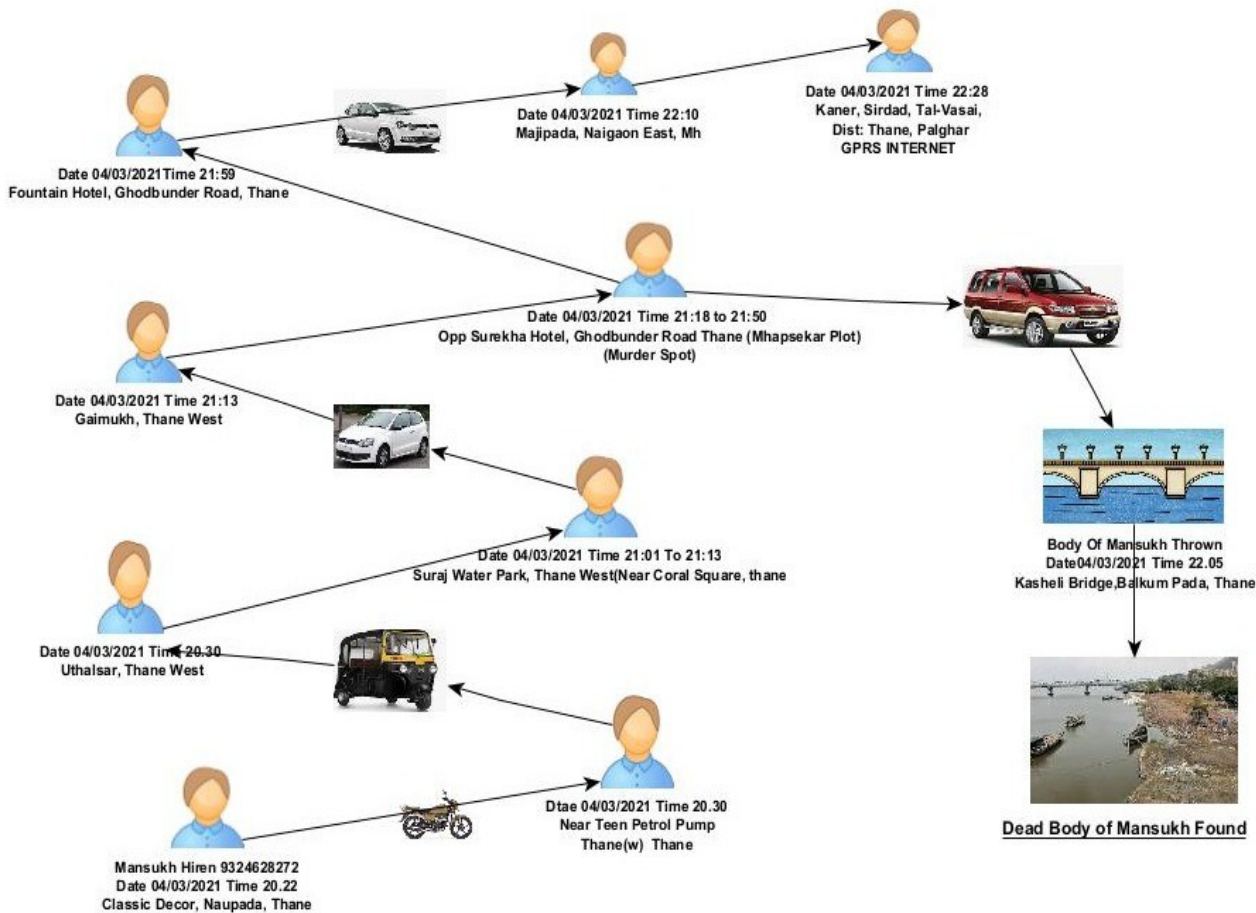 Date 04/03/2021 Time 22:10
Majipada, Naigaon East, Mh
Date 04/03/2021 Time 22:28
Kaner, Sirdad, Tal-Vasai,
Dist: Thane, Palghar
GPRS INTERNET
Date 04/03/2021Time 21:59
Fountain Hotel, Ghodbunder Road, Thane
Date 04/03/2021 Time 21:18 to 21:50
Opp Surekha Hotel, Ghodbunder Road Thane (Mhapsekar Plot)
(Murder Spot)
Date 04/03/2021 Time 21:13
Gaimukh, Thane West
Date 04/03/2021 Time 21:01 To 21:13
Suraj Water Park, Thane West(Near Coral Square, thane
Body Of Mansukh Thrown
Date04/03/2021 Time 22.05
Kasheli Bridge,Balkum Pada, Thane
Date 04/03/2021 Time 20.30
Uthalsar, Thane West
Dtae 04/03/2021 Time 20.30
Near Teen Petrol Pump
Thane(w) Thane
Dead Body of Mansukh Found
Mansukh Hiren 9324628272
Date 04/03/2021 Time 20.22
Classic Decor, Naupada, Thane